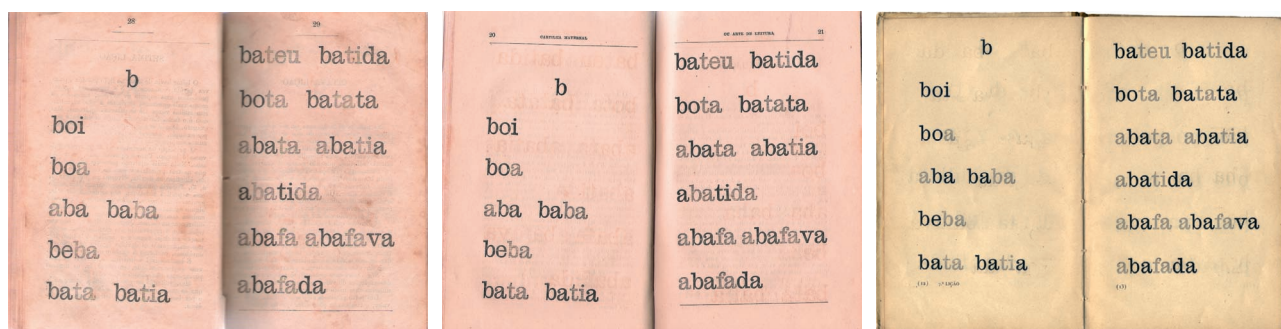 28
b
boi
boa
aba baba
beba
bata batia
29
bateu batida
bota batata
abata abatia
abatida
abafa abafava
abafada
20 CARTILHA MATERNAL
b
boi
boa
aba baba
beba
bata batia
OU ARTE DE LEITURA 21
bateu batida
bota batata
abata abatia
abatida
abafa abafava
abafada
b
boi
boa
aba baba
beba
bata batia
bateu batida
bota batata
abata abatia
abatida
abafa abafava
abafada